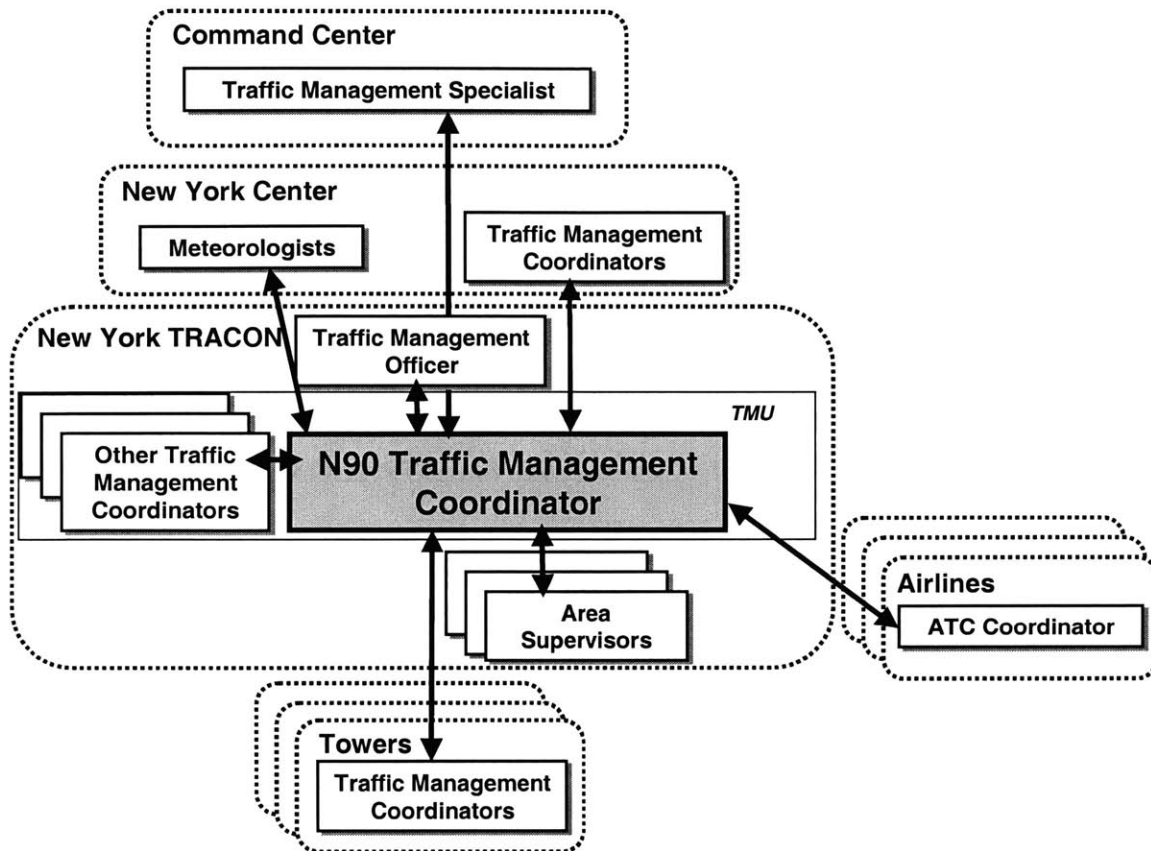 Command Center
Traffic Management Specialist
New York Center
Meteorologists
Traffic Management
Coordinators
New York TRACON
Traffic Management
Officer
TMU
Other Traffic
Management
Coordinators
N90 Traffic Management
Coordinator
Area
Supervisors
Airlines
ATC Coordinator
Towers
Traffic Management
Coordinators